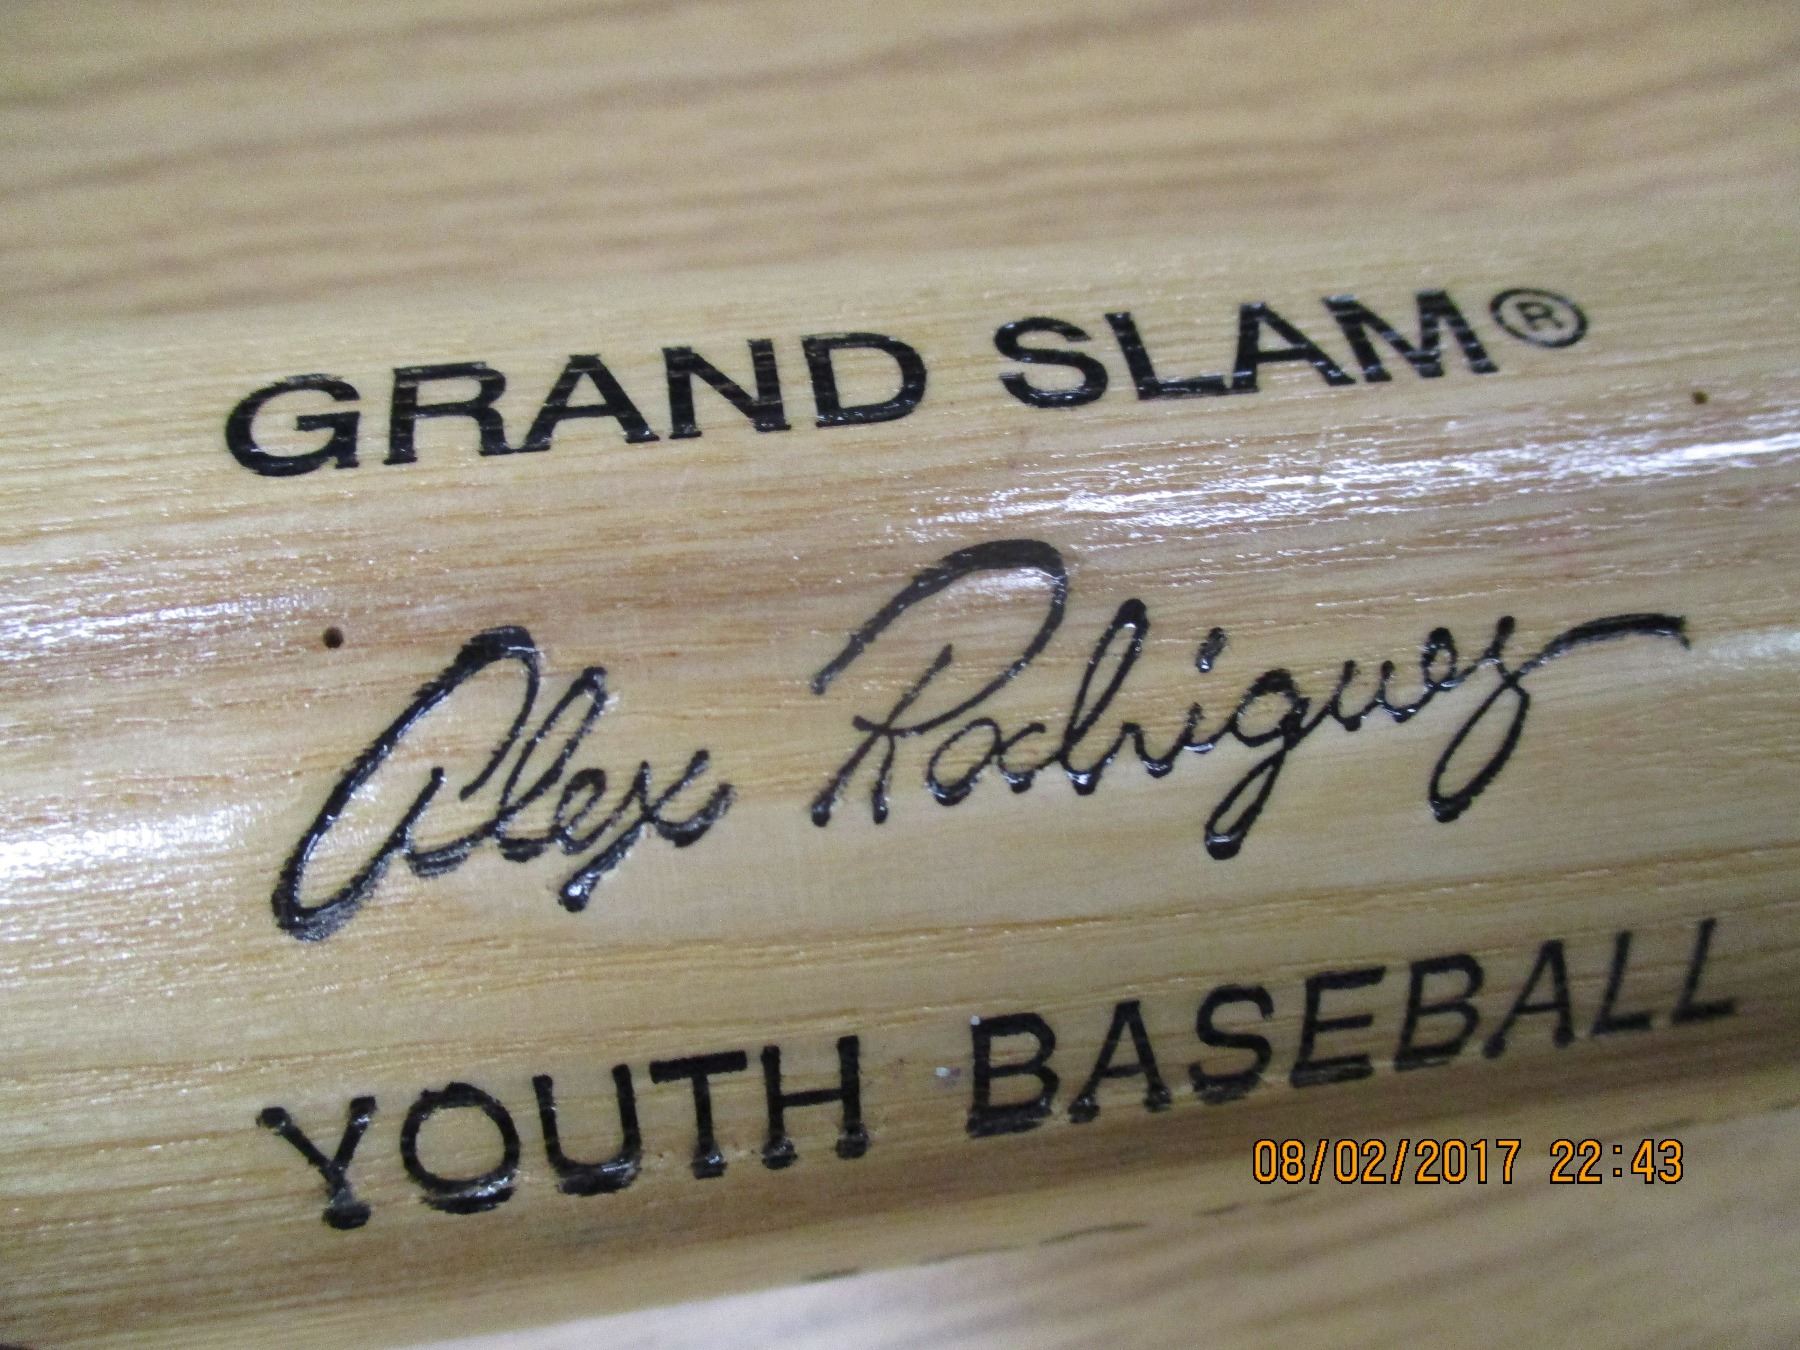 GRAND SLAM®
Alex Rodriguez
YOUTH BASEBALL
08/02/2017 22:43